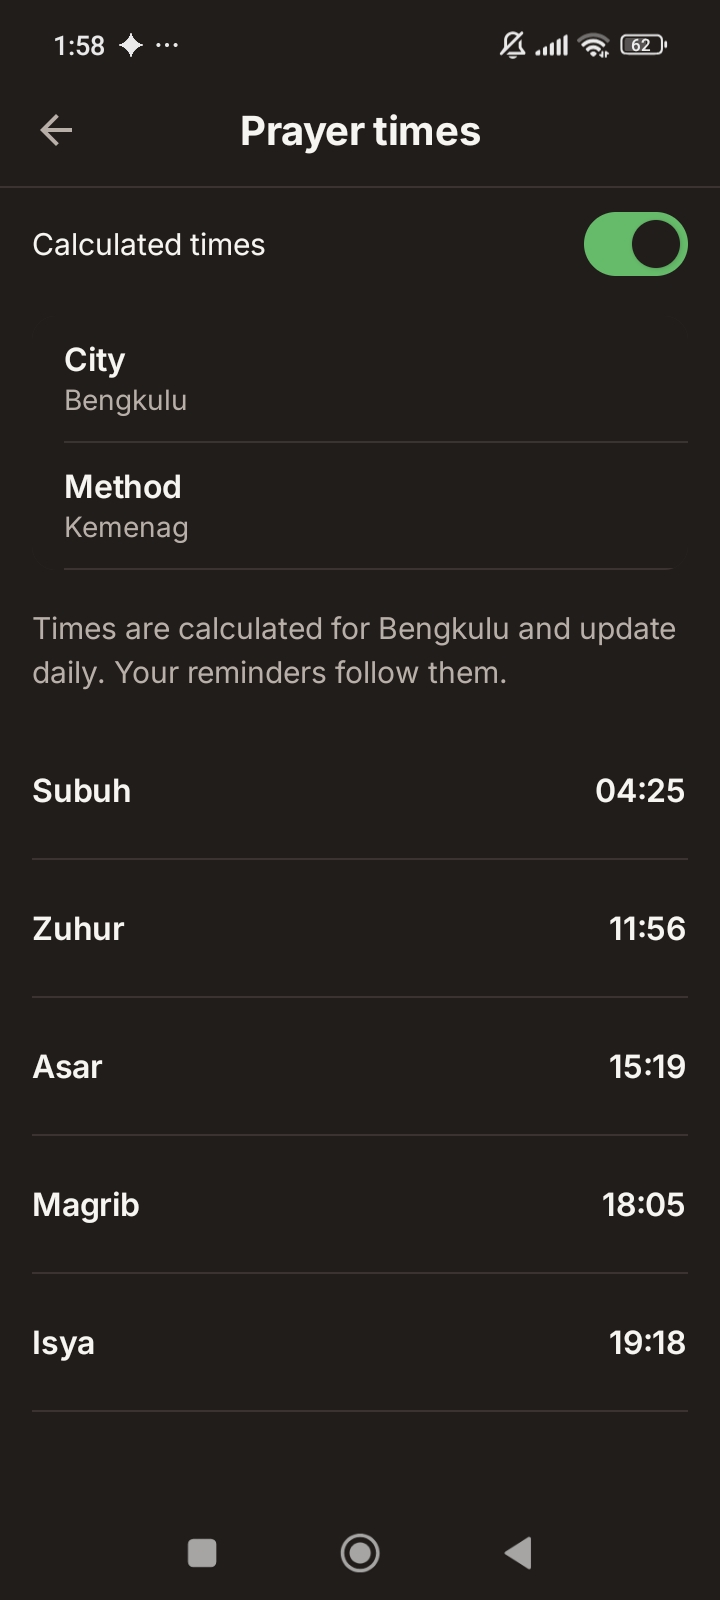 1:58
62
Prayer times
Calculated times
City
Bengkulu
Method
Kemenag
Times are calculated for Bengkulu and update
daily. Your reminders follow them.
Subuh 04:25
Zuhur 11:56
Asar 15:19
Magrib 18:05
Isya 19:18